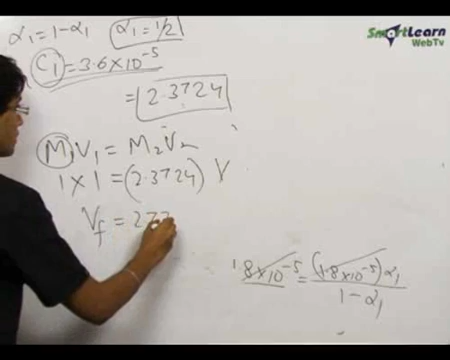 α₁ = 1-α₁ α₁ = 1/2
C₁ = 3.6×10⁻⁵
= 2.3724
M₁V₁ = M₂V₂
1 × 1 = (2.3724) V
V_f = 277
1.8×10⁻⁵ = (1.8×10⁻⁵) α₁
1-α₁
SmartLearn
WebTv